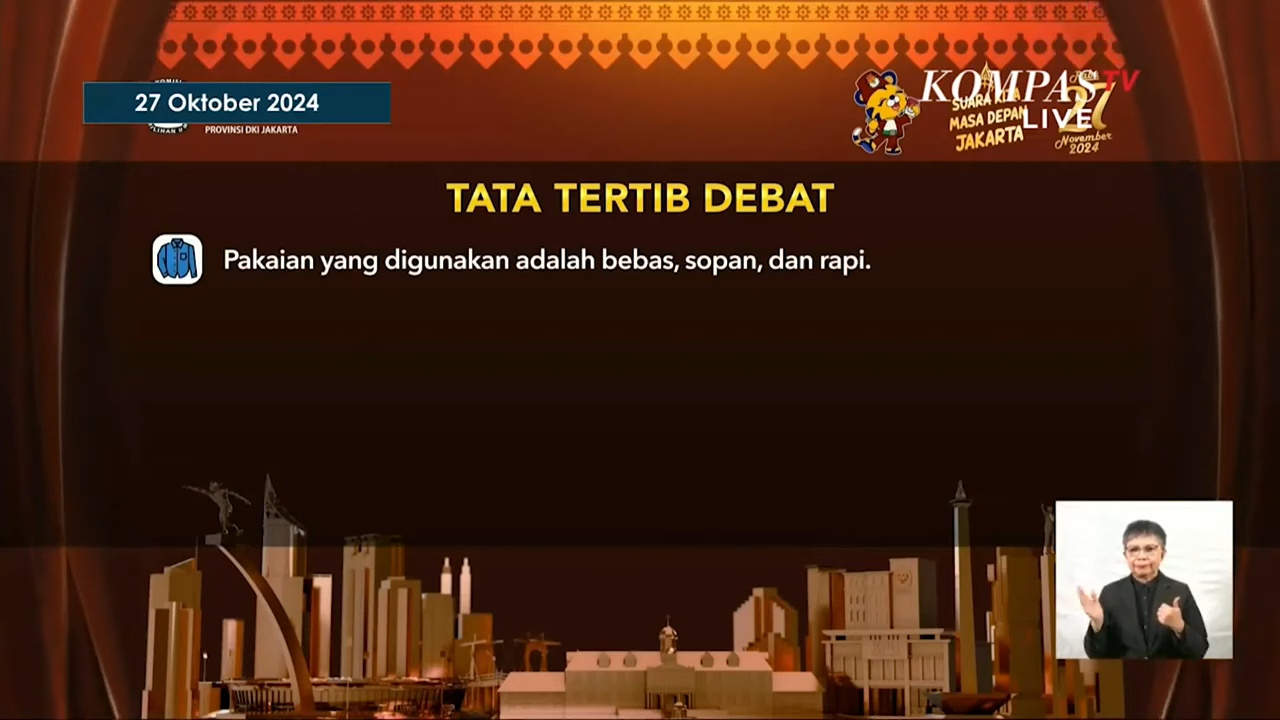 27 Oktober 2024
PROVINSI DKI JAKARTA
KOMPAS TV
LIVE
MASA DEPAN
JAKARTA
27
November
2024
TATA TERTIB DEBAT
Pakaian yang digunakan adalah bebas, sopan, dan rapi.